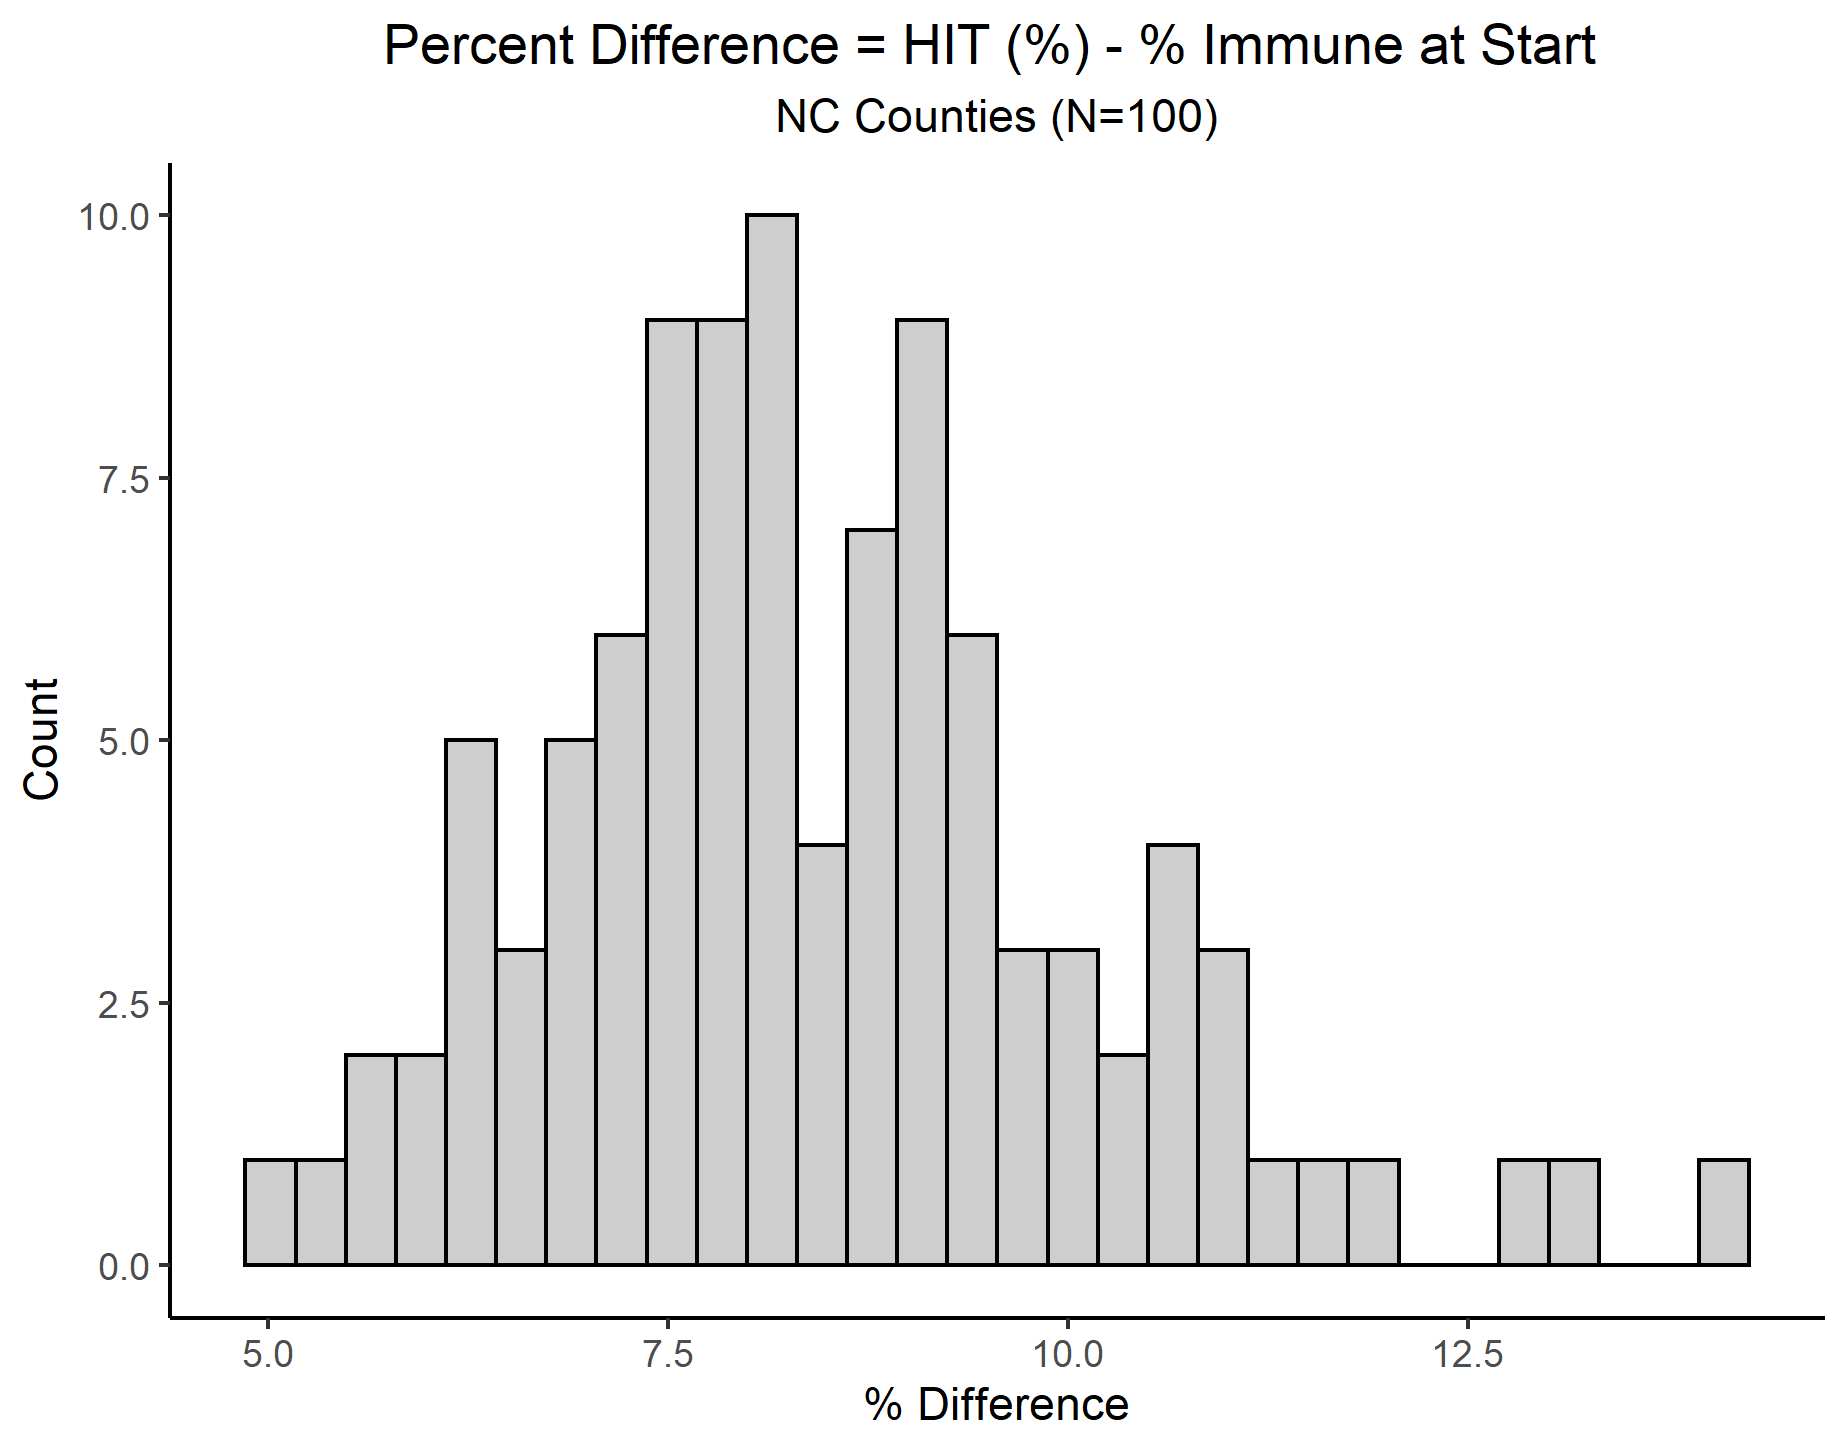 Percent Difference = HIT (%) - % Immune at Start
NC Counties (N=100)
10.0
7.5
5.0
2.5
0.0
Count
5.0 7.5 10.0 12.5
% Difference